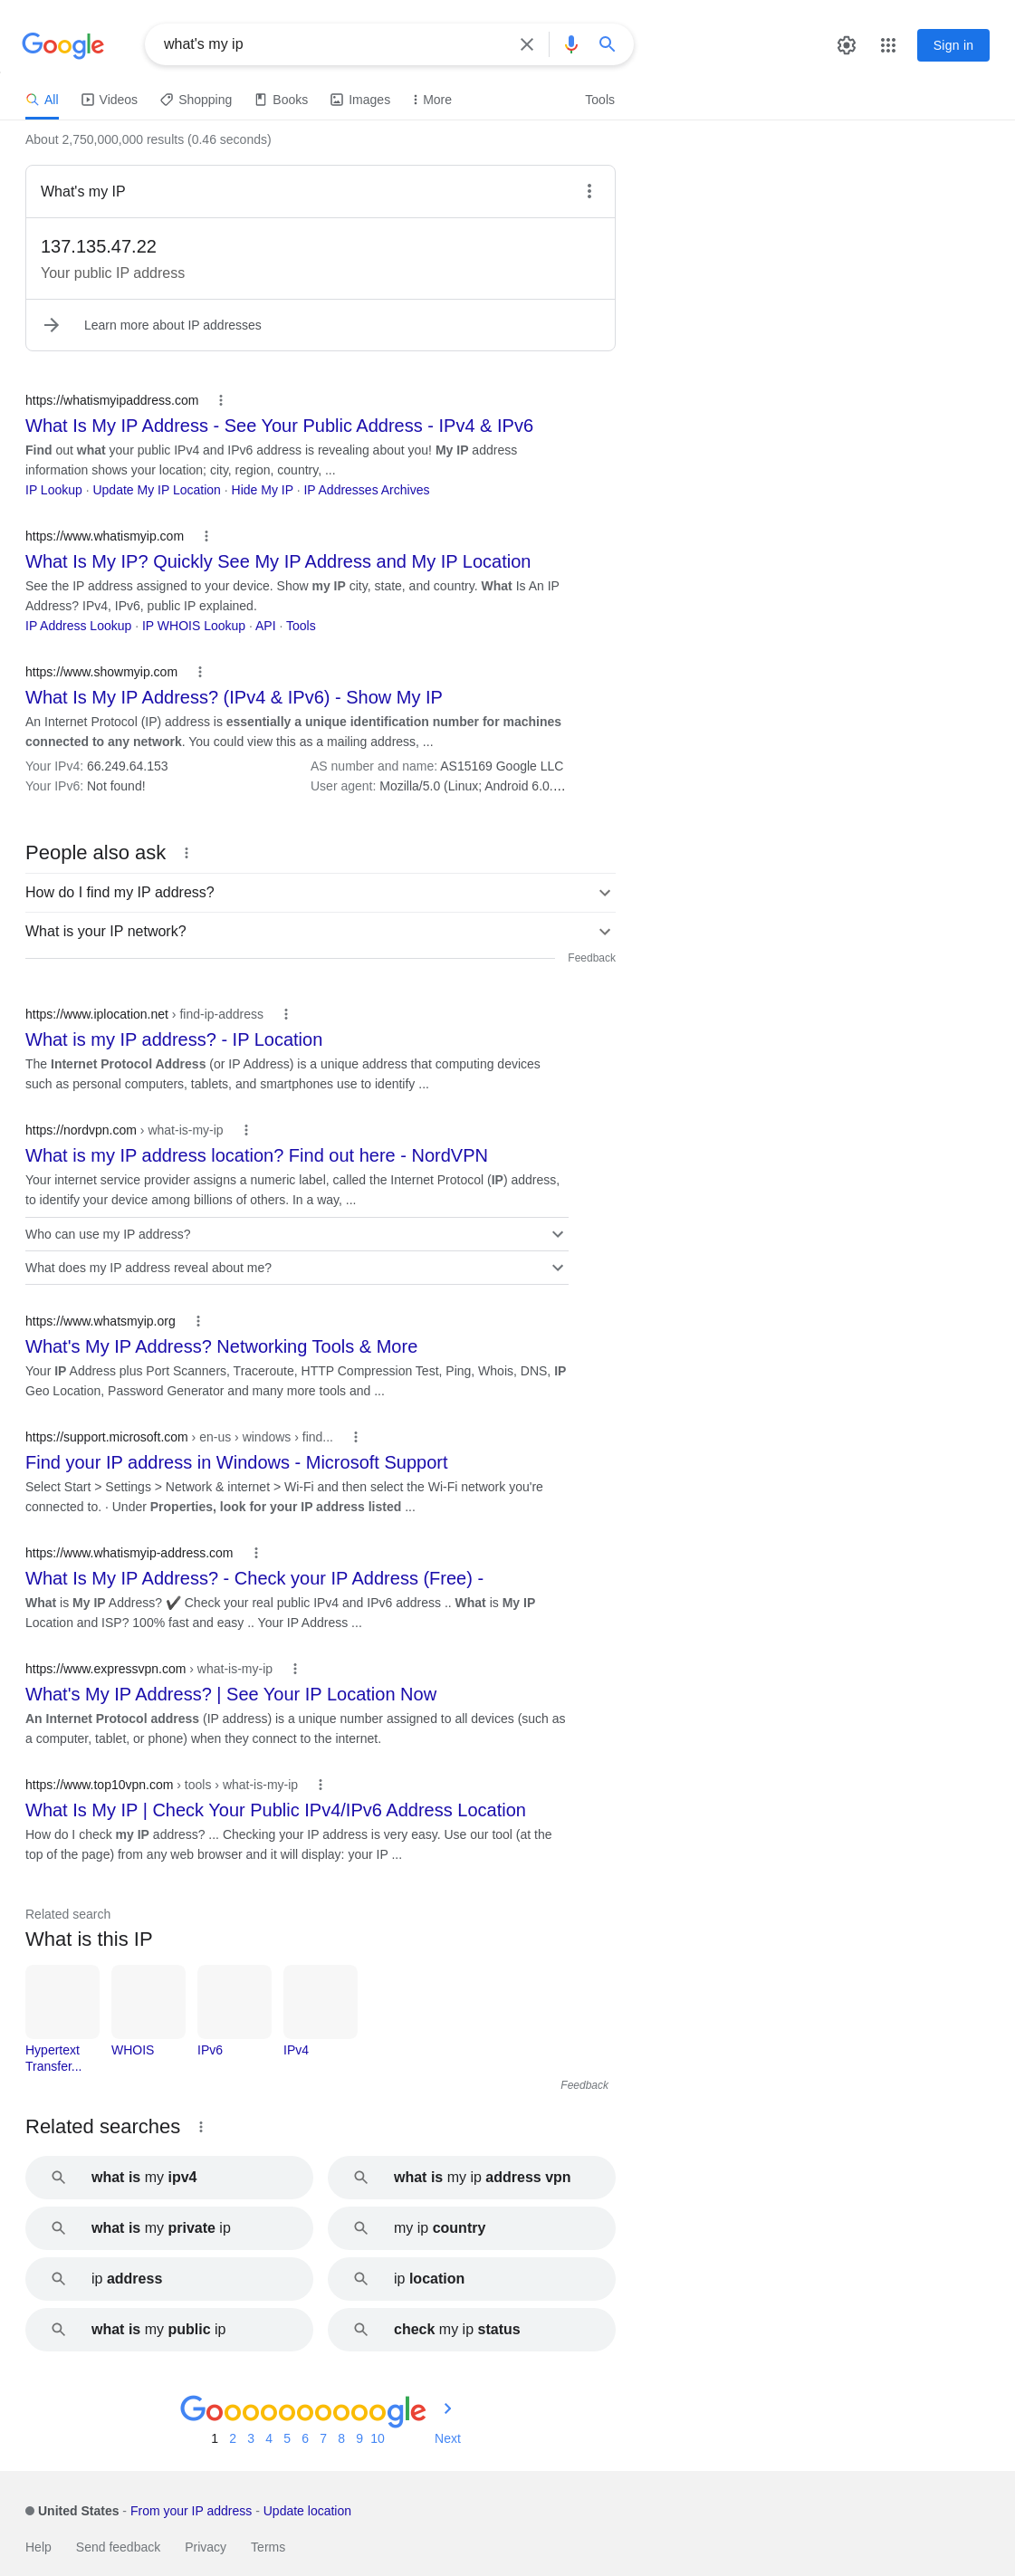 Google
what's my ip
Sign in
All
Videos
Shopping
Books
Images
More
Tools
About 2,750,000,000 results (0.46 seconds)
What's my IP
137.135.47.22
Your public IP address
Learn more about IP addresses
https://whatismyipaddress.com
What Is My IP Address - See Your Public Address - IPv4 & IPv6
Find out what your public IPv4 and IPv6 address is revealing about you! My IP address
information shows your location; city, region, country, ...
IP Lookup · Update My IP Location · Hide My IP · IP Addresses Archives
https://www.whatismyip.com
What Is My IP? Quickly See My IP Address and My IP Location
See the IP address assigned to your device. Show my IP city, state, and country. What Is An IP
Address? IPv4, IPv6, public IP explained.
IP Address Lookup · IP WHOIS Lookup · API · Tools
https://www.showmyip.com
What Is My IP Address? (IPv4 & IPv6) - Show My IP
An Internet Protocol (IP) address is essentially a unique identification number for machines
connected to any network. You could view this as a mailing address, ...
Your IPv4: 66.249.64.153
AS number and name: AS15169 Google LLC
Your IPv6: Not found!
User agent: Mozilla/5.0 (Linux; Android 6.0....
People also ask
How do I find my IP address?
What is your IP network?
Feedback
https://www.iplocation.net › find-ip-address
What is my IP address? - IP Location
The Internet Protocol Address (or IP Address) is a unique address that computing devices
such as personal computers, tablets, and smartphones use to identify ...
https://nordvpn.com › what-is-my-ip
What is my IP address location? Find out here - NordVPN
Your internet service provider assigns a numeric label, called the Internet Protocol (IP) address,
to identify your device among billions of others. In a way, ...
Who can use my IP address?
What does my IP address reveal about me?
https://www.whatsmyip.org
What's My IP Address? Networking Tools & More
Your IP Address plus Port Scanners, Traceroute, HTTP Compression Test, Ping, Whois, DNS, IP
Geo Location, Password Generator and many more tools and ...
https://support.microsoft.com › en-us › windows › find...
Find your IP address in Windows - Microsoft Support
Select Start > Settings > Network & internet > Wi-Fi and then select the Wi-Fi network you're
connected to. · Under Properties, look for your IP address listed ...
https://www.whatismyip-address.com
What Is My IP Address? - Check your IP Address (Free) -
What is My IP Address? ✔ Check your real public IPv4 and IPv6 address .. What is My IP
Location and ISP? 100% fast and easy .. Your IP Address ...
https://www.expressvpn.com › what-is-my-ip
What's My IP Address? | See Your IP Location Now
An Internet Protocol address (IP address) is a unique number assigned to all devices (such as
a computer, tablet, or phone) when they connect to the internet.
https://www.top10vpn.com › tools › what-is-my-ip
What Is My IP | Check Your Public IPv4/IPv6 Address Location
How do I check my IP address? ... Checking your IP address is very easy. Use our tool (at the
top of the page) from any web browser and it will display: your IP ...
Related search
What is this IP
Hypertext
Transfer...
WHOIS
IPv6
IPv4
Feedback
Related searches
what is my ipv4
what is my ip address vpn
what is my private ip
my ip country
ip address
ip location
what is my public ip
check my ip status
Goooooooooogle
1 2 3 4 5 6 7 8 9 10 Next
United States - From your IP address - Update location
Help Send feedback Privacy Terms